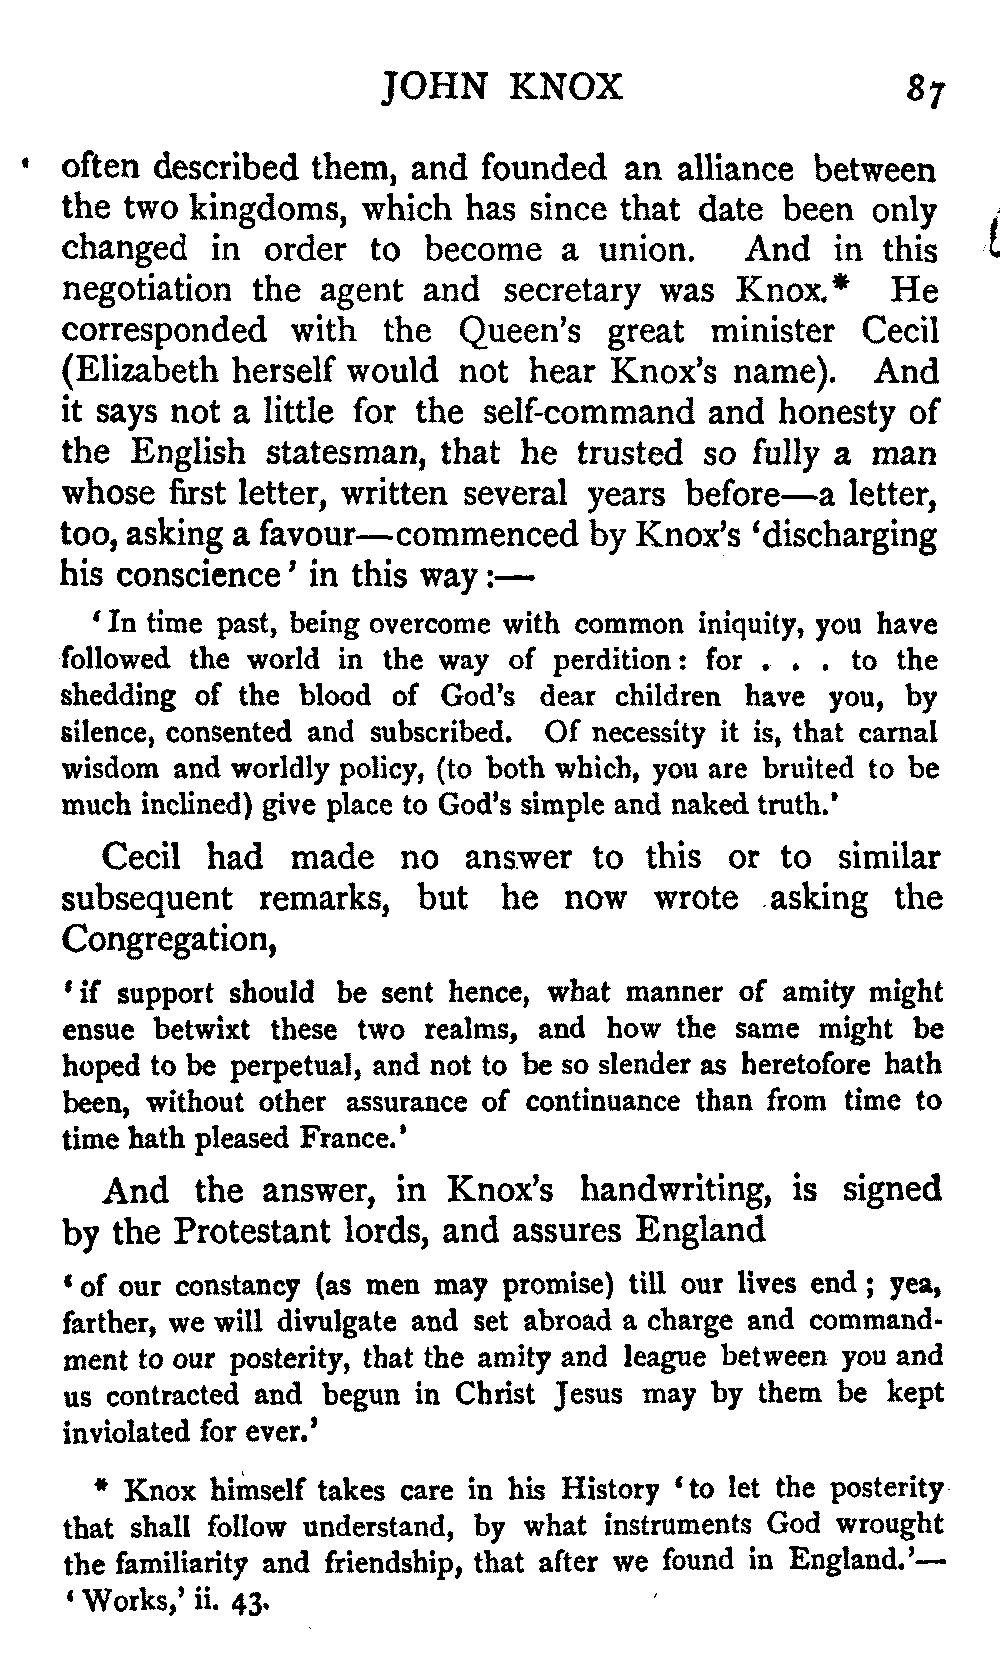 JOHN KNOX 87
often described them, and founded an alliance between
the two kingdoms, which has since that date been only
changed in order to become a union. And in this
negotiation the agent and secretary was Knox.* He
corresponded with the Queen's great minister Cecil
(Elizabeth herself would not hear Knox's name). And
it says not a little for the self-command and honesty of
the English statesman, that he trusted so fully a man
whose first letter, written several years before—a letter,
too, asking a favour—commenced by Knox's ‘discharging
his conscience’ in this way:—
‘In time past, being overcome with common iniquity, you have
followed the world in the way of perdition: for . . . to the
shedding of the blood of God's dear children have you, by
silence, consented and subscribed. Of necessity it is, that carnal
wisdom and worldly policy, (to both which, you are bruited to be
much inclined) give place to God's simple and naked truth.’
Cecil had made no answer to this or to similar
subsequent remarks, but he now wrote asking the
Congregation,
‘if support should be sent hence, what manner of amity might
ensue betwixt these two realms, and how the same might be
hoped to be perpetual, and not to be so slender as heretofore hath
been, without other assurance of continuance than from time to
time hath pleased France.’
And the answer, in Knox's handwriting, is signed
by the Protestant lords, and assures England
‘of our constancy (as men may promise) till our lives end; yea,
farther, we will divulgate and set abroad a charge and command-
ment to our posterity, that the amity and league between you and
us contracted and begun in Christ Jesus may by them be kept
inviolated for ever.’
* Knox himself takes care in his History ‘to let the posterity
that shall follow understand, by what instruments God wrought
the familiarity and friendship, that after we found in England.’—
‘Works,’ ii. 43.